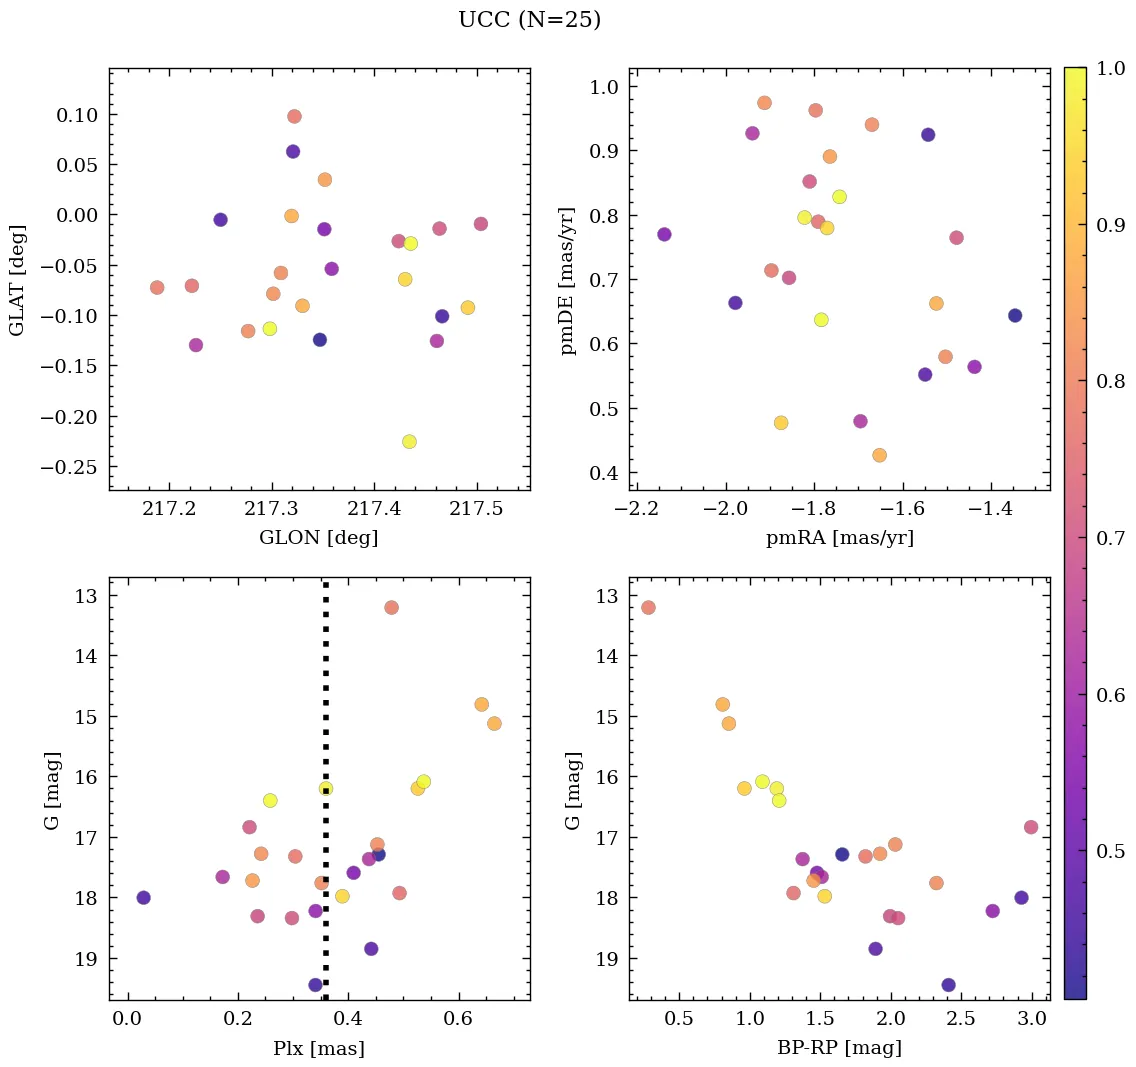 UCC (N=25)
0.10
0.05
0.00
−0.05
−0.10
−0.15
−0.20
−0.25
GLAT [deg]
217.2 217.3 217.4 217.5
GLON [deg]
1.0
0.9
0.8
0.7
0.6
0.5
0.4
pmDE [mas/yr]
−2.2 −2.0 −1.8 −1.6 −1.4
pmRA [mas/yr]
1.0
0.9
0.8
0.7
0.6
0.5
13
14
15
16
17
18
19
G [mag]
0.0 0.2 0.4 0.6
Plx [mas]
13
14
15
16
17
18
19
G [mag]
0.5 1.0 1.5 2.0 2.5 3.0
BP-RP [mag]